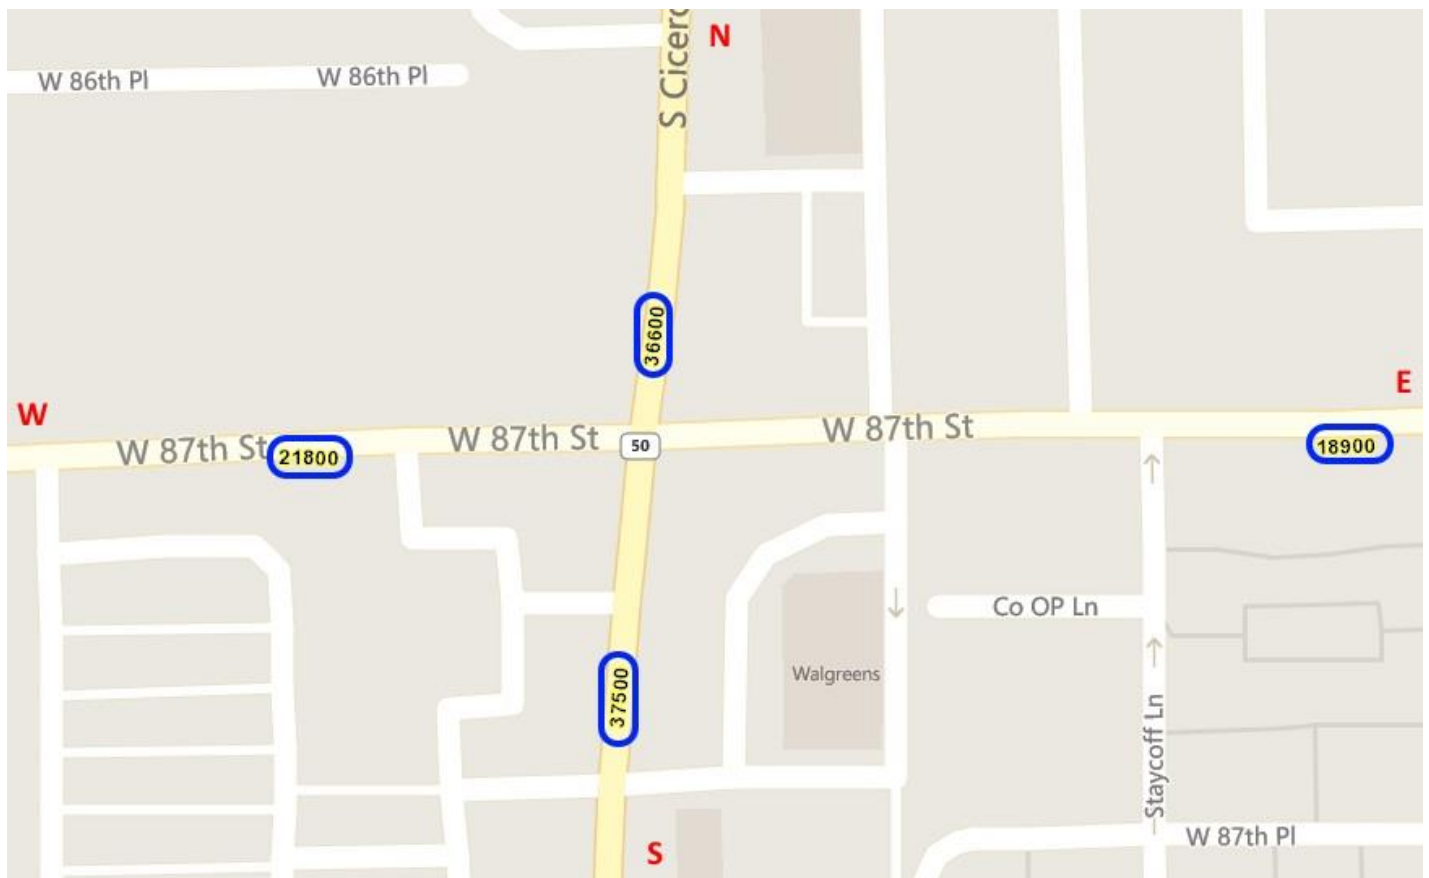 S Cicero
N
W 86th Pl
W 86th Pl
36600
E
W
W 87th St
21800
W 87th St
50
W 87th St
18900
Co OP Ln
Walgreens
37500
Staycoff Ln
W 87th Pl
S